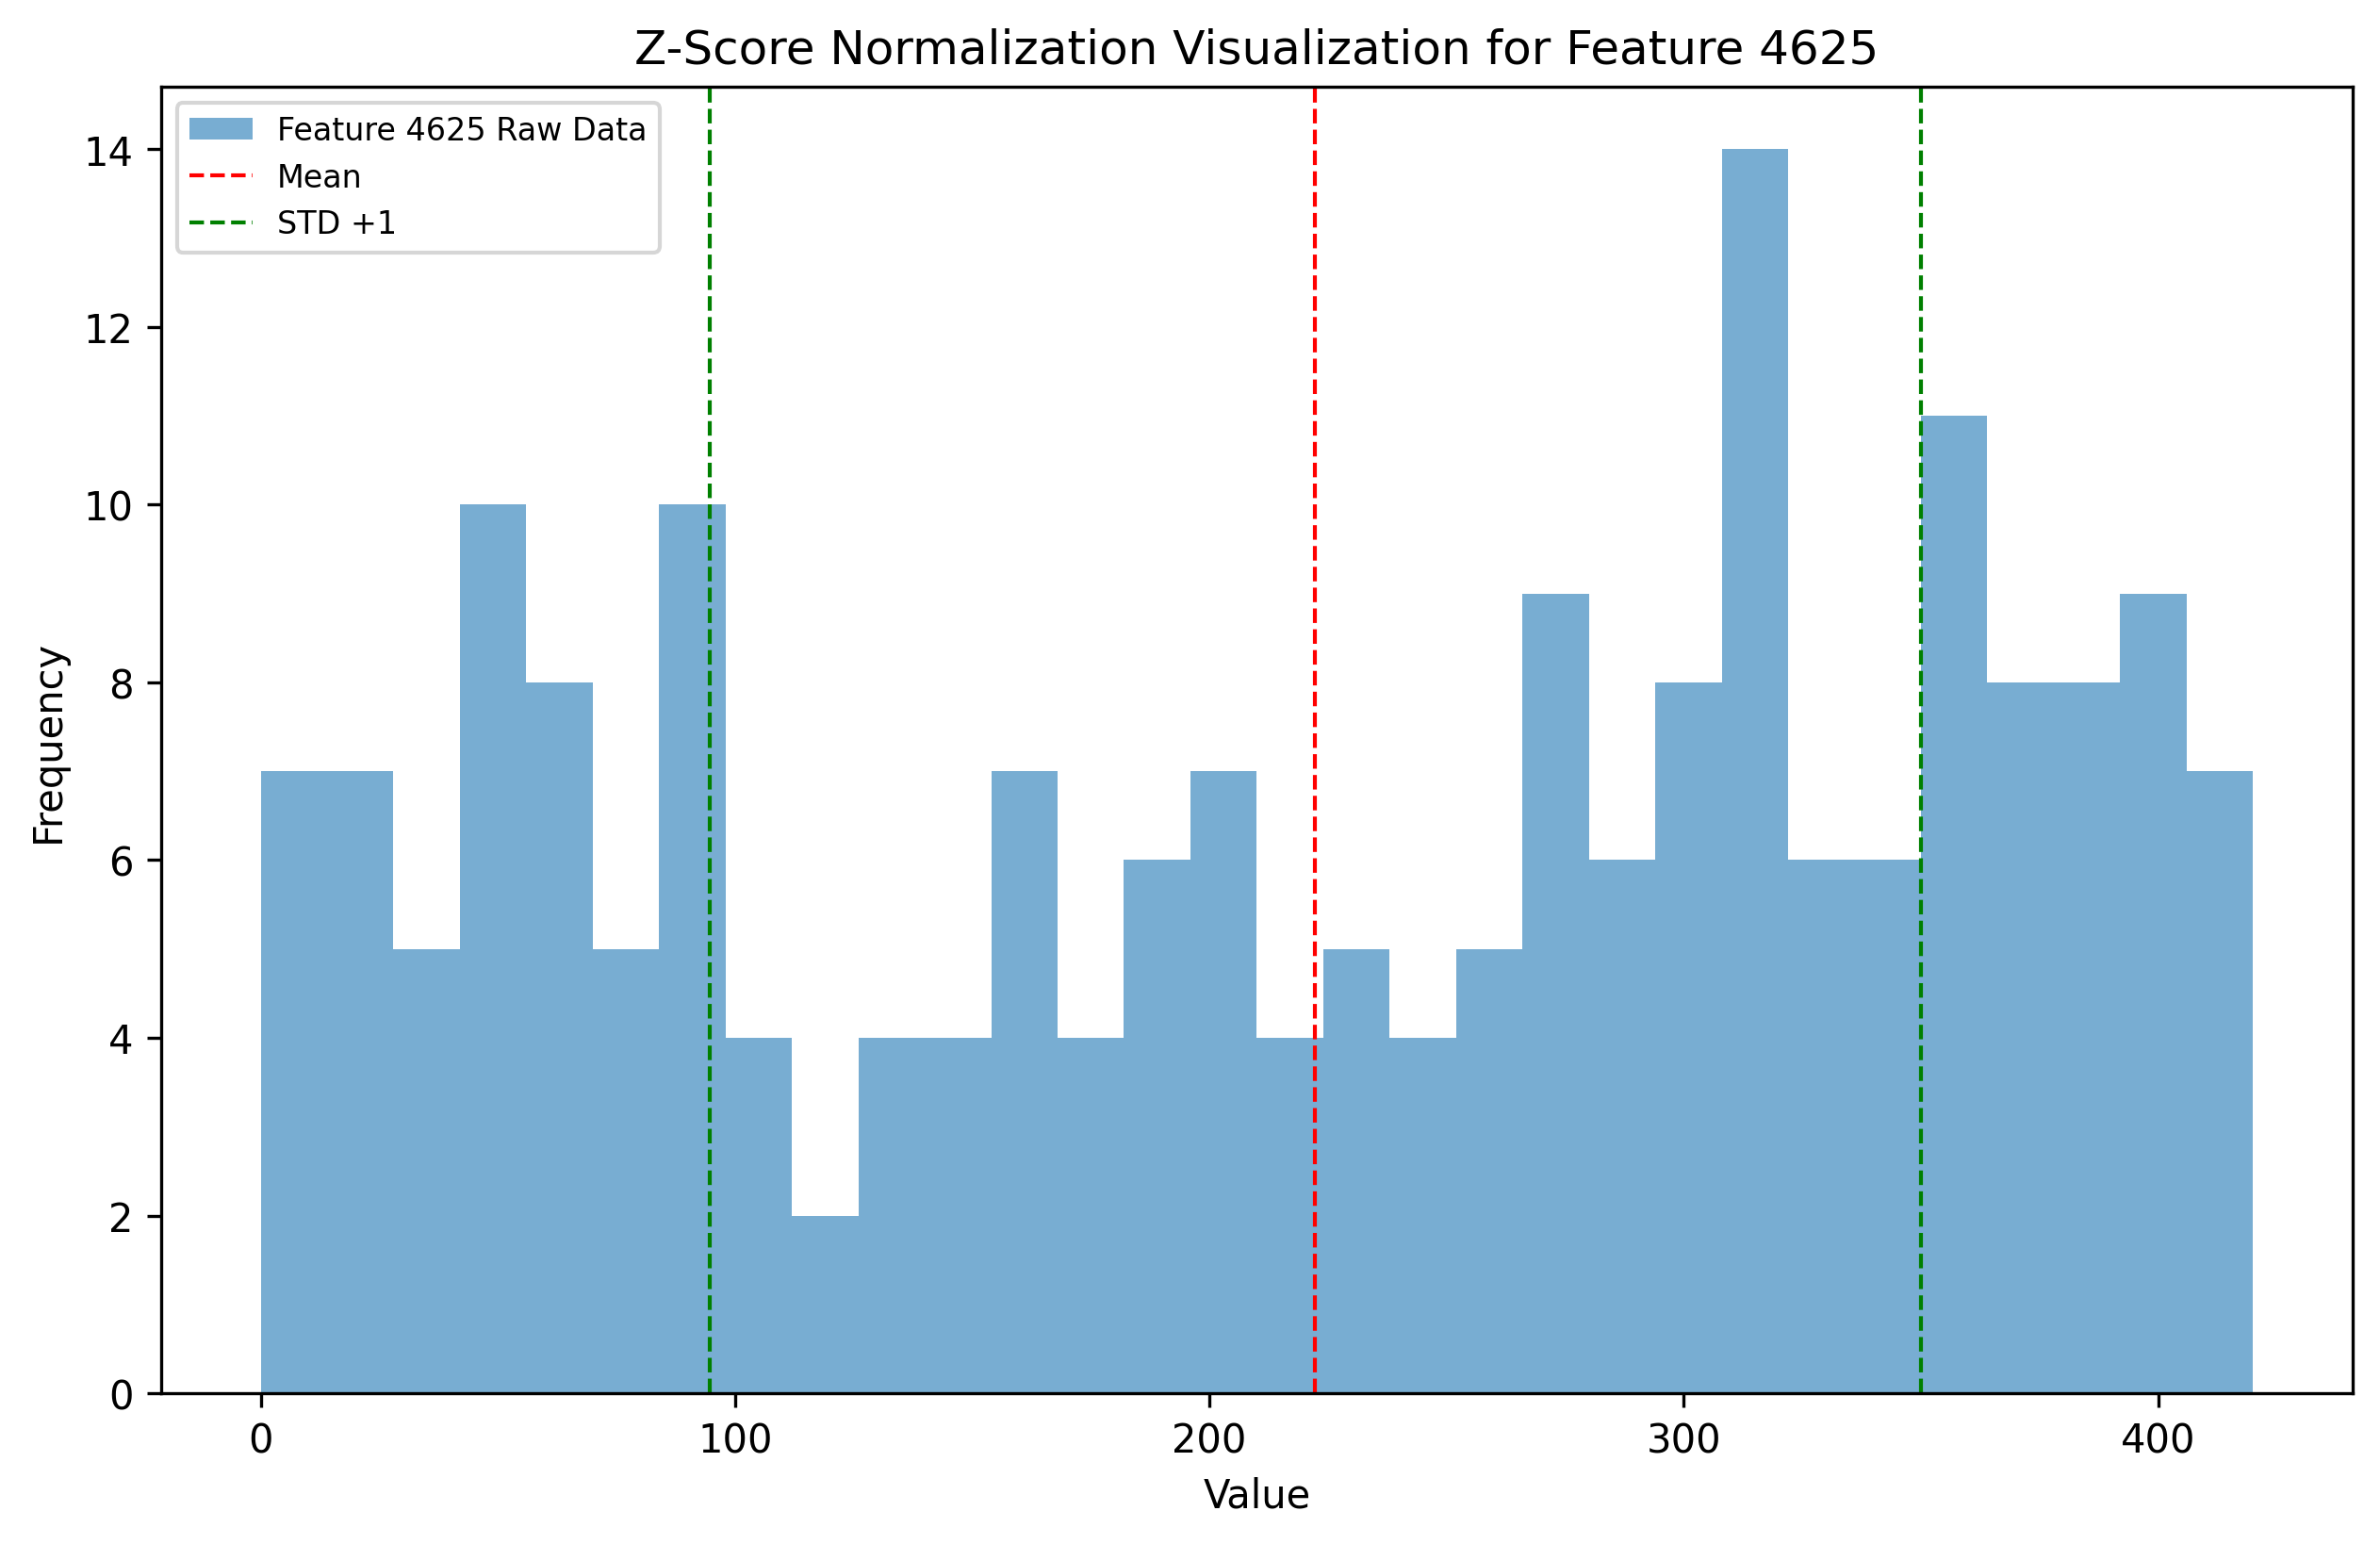 Z-Score Normalization Visualization for Feature 4625
Feature 4625 Raw Data
Mean
STD +1
14
12
10
8
6
4
2
0
Frequency
0 100 200 300 400
Value